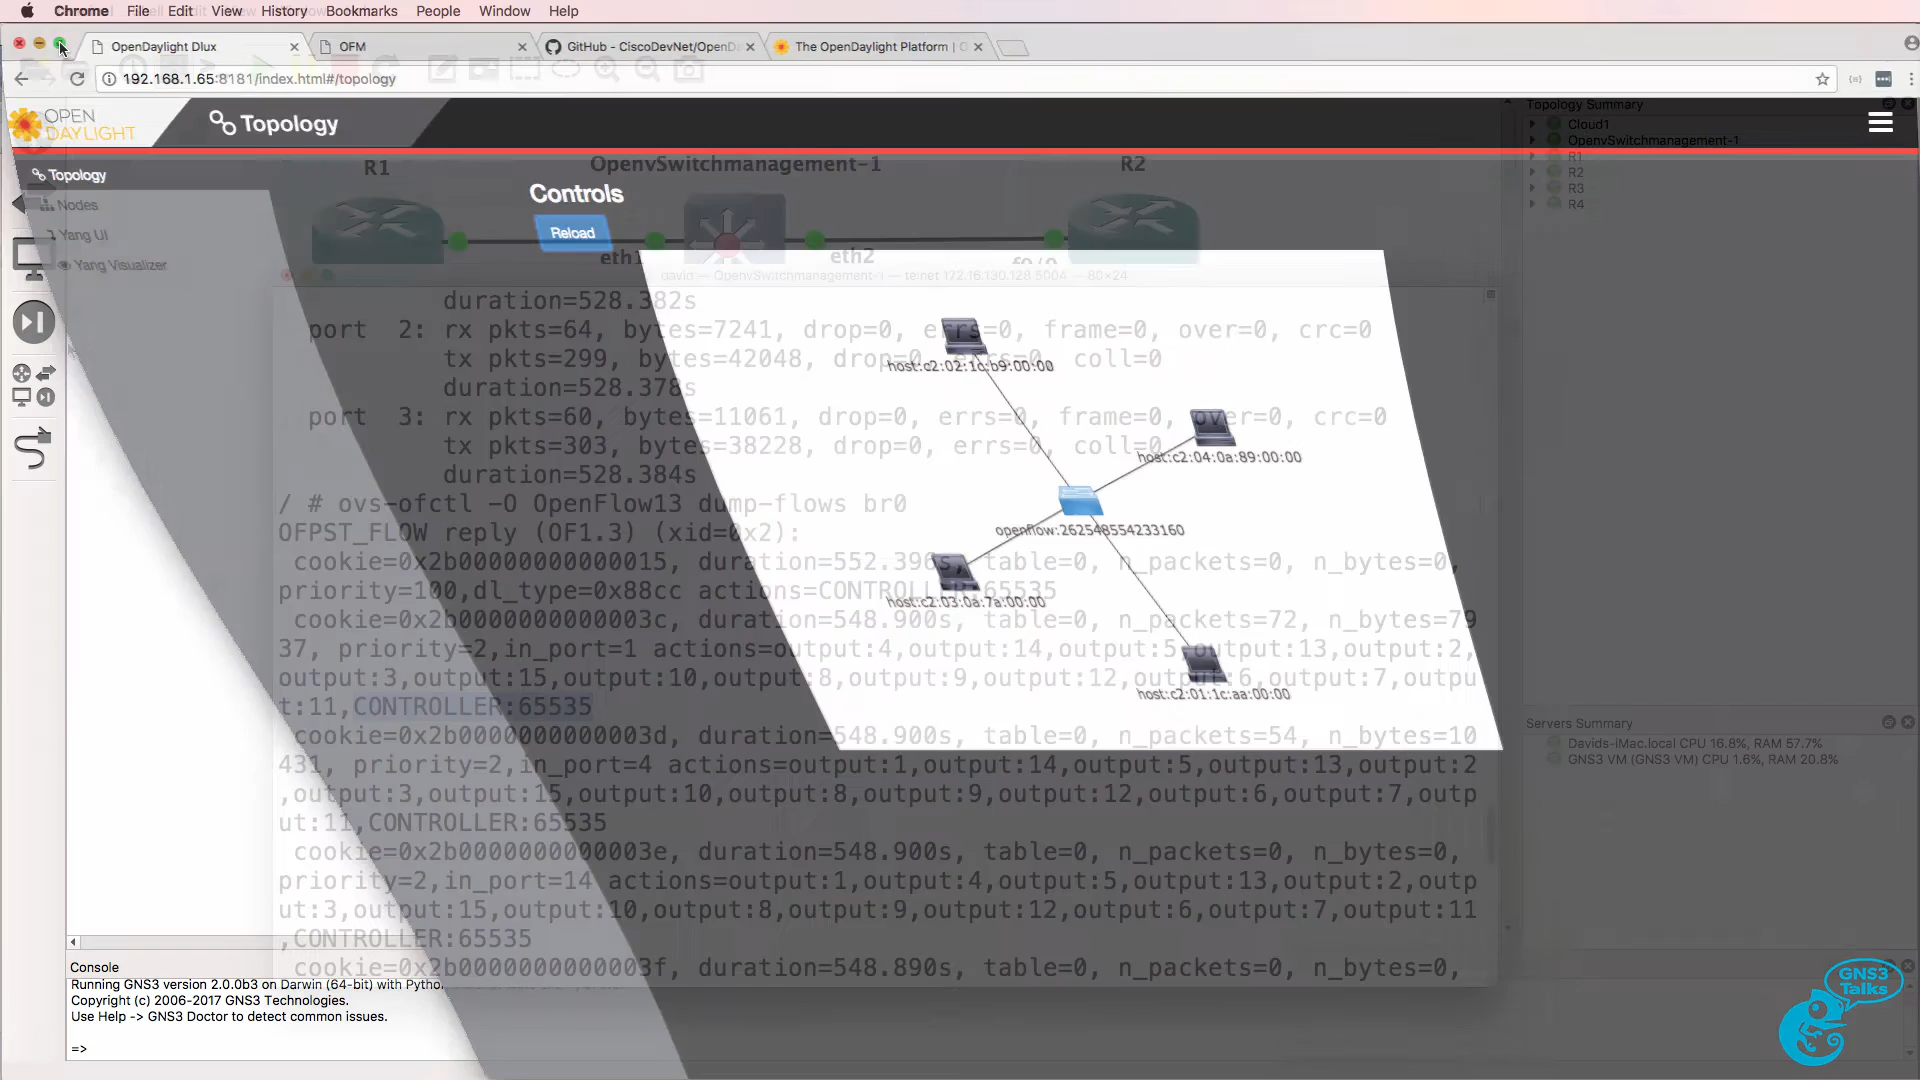 Chrome File Edit View History Bookmarks People Window Help
OpenDaylight Dlux
OFM
GitHub - CiscoDevNet/OpenD
The OpenDaylight Platform |
192.168.1.65:8181/index.html#/topology
OPEN
DAYLIGHT
Topology
Topology Summary
Cloud1
OpenvSwitchmanagement-1
R1
R2
R3
R4
Topology
Nodes
Yang UI
Yang Visualizer
R1
OpenvSwitchmanagement-1
R2
Controls
Reload
eth1
eth2
f0/0
david — OpenvSwitchmanagement-1 — telnet 172.16.130.128 5004 — 80×24
duration=528.382s
port 2: rx pkts=64, bytes=7241, drop=0, errs=0, frame=0, over=0, crc=0
tx pkts=299, bytes=42048, drop=0, errs=0, coll=0
duration=528.378s
port 3: rx pkts=60, bytes=11061, drop=0, errs=0, frame=0, over=0, crc=0
tx pkts=303, bytes=38228, drop=0, errs=0, coll=0
duration=528.384s
/ # ovs-ofctl -O OpenFlow13 dump-flows br0
OFPST_FLOW reply (OF1.3) (xid=0x2):
cookie=0x2b00000000000015, duration=552.396s, table=0, n_packets=0, n_bytes=0,
priority=100,dl_type=0x88cc actions=CONTROLLER:65535
cookie=0x2b0000000000003c, duration=548.900s, table=0, n_packets=72, n_bytes=79
37, priority=2,in_port=1 actions=output:4,output:14,output:5,output:13,output:2,
output:3,output:15,output:10,output:8,output:9,output:12,output:6,output:7,outpu
t:11,CONTROLLER:65535
cookie=0x2b0000000000003d, duration=548.900s, table=0, n_packets=54, n_bytes=10
431, priority=2,in_port=4 actions=output:1,output:14,output:5,output:13,output:2
,output:3,output:15,output:10,output:8,output:9,output:12,output:6,output:7,outp
ut:11,CONTROLLER:65535
cookie=0x2b0000000000003e, duration=548.900s, table=0, n_packets=0, n_bytes=0,
priority=2,in_port=14 actions=output:1,output:4,output:5,output:13,output:2,outp
ut:3,output:15,output:10,output:8,output:9,output:12,output:6,output:7,output:11
,CONTROLLER:65535
cookie=0x2b0000000000003f, duration=548.890s, table=0, n_packets=0, n_bytes=0,
host:c2:02:1c:b9:00:00
host:c2:04:0a:89:00:00
openflow:262548554233160
host:c2:03:0a:7a:00:00
host:c2:01:1c:aa:00:00
Servers Summary
Davids-iMac.local CPU 16.8%, RAM 57.7%
GNS3 VM (GNS3 VM) CPU 1.6%, RAM 20.8%
Console
Running GNS3 version 2.0.0b3 on Darwin (64-bit) with Pytho
Copyright (c) 2006-2017 GNS3 Technologies.
Use Help -> GNS3 Doctor to detect common issues.
=>
GNS3
Talks